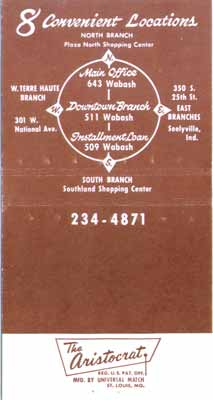 8 Convenient Locations
NORTH BRANCH
Plaza North Shopping Center
N
Main Office
643 Wabash
W. TERRE HAUTE
BRANCH
301 W.
National Ave.
W
Downtown Branch
511 Wabash
E
350 S.
25th St.
EAST
BRANCHES
Seelyville,
Ind.
Installment Loan
509 Wabash
S
SOUTH BRANCH
Southland Shopping Center
234-4871
The
Aristocrat
REG. U.S. PAT. OFF.
MFG. BY UNIVERSAL MATCH
ST. LOUIS, MO.